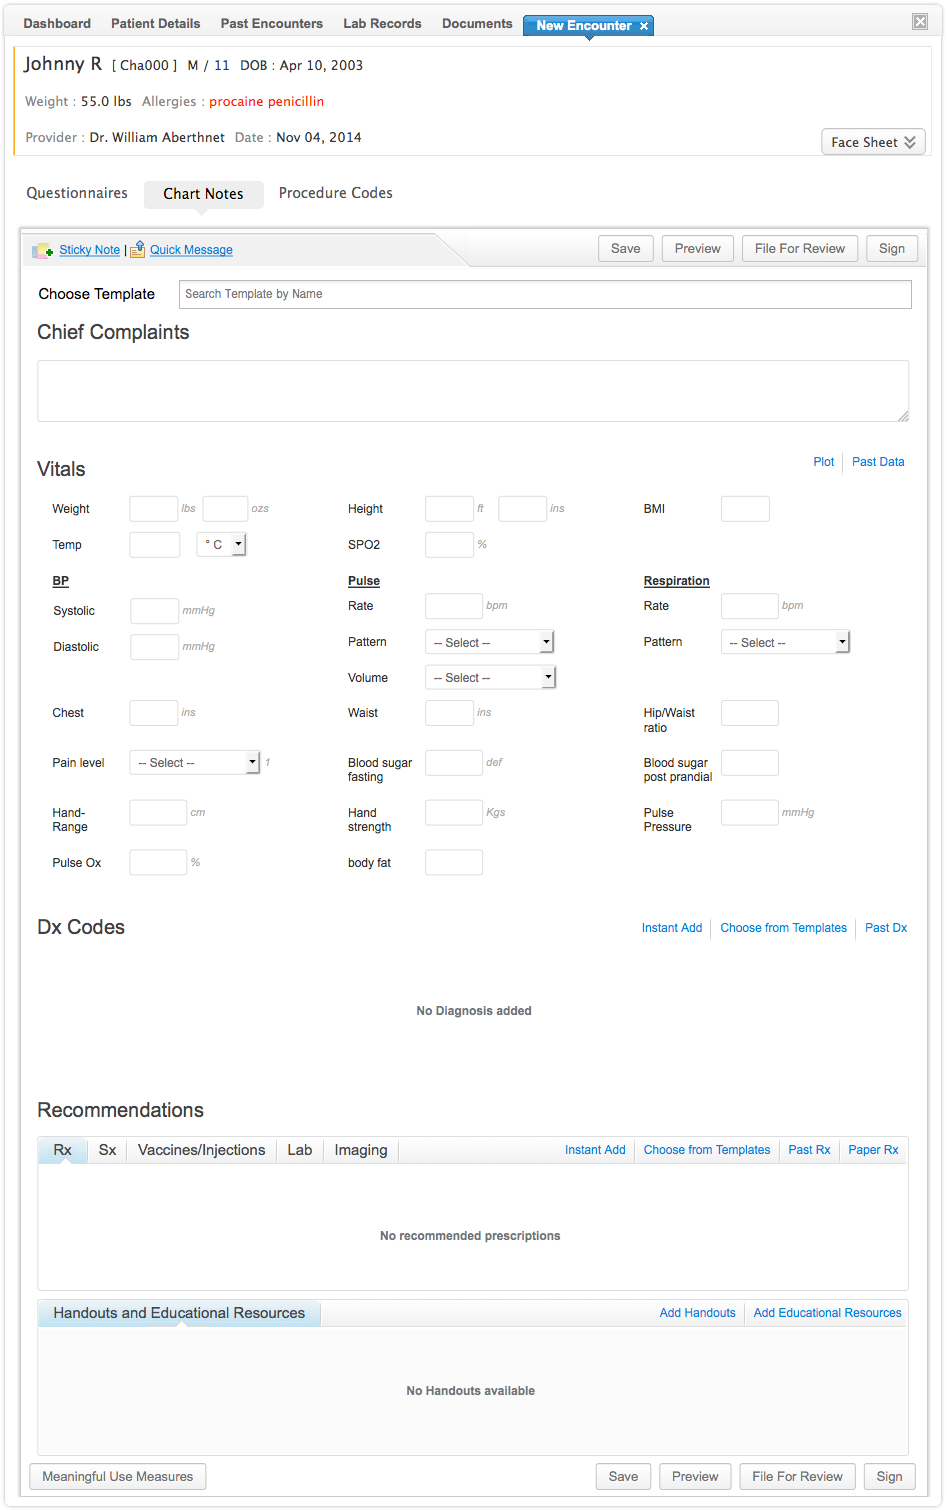 Dashboard Patient Details Past Encounters Lab Records Documents New Encounter x
Johnny R [ Cha000 ] M / 11 DOB : Apr 10, 2003
Weight : 55.0 lbs Allergies : procaine penicillin
Provider : Dr. William Aberthnet Date : Nov 04, 2014
Face Sheet
Questionnaires Chart Notes Procedure Codes
Sticky Note | Quick Message Save Preview File For Review Sign
Choose Template Search Template by Name
Chief Complaints
Vitals Plot Past Data
Weight lbs ozs Height ft ins BMI
Temp ° C SPO2 %
BP Pulse Respiration
Systolic mmHg Rate bpm Rate bpm
Diastolic mmHg Pattern -- Select -- Pattern -- Select --
Volume -- Select --
Chest ins Waist ins Hip/Waist
ratio
Pain level -- Select -- 1 Blood sugar def Blood sugar
fasting post prandial
Hand- cm Hand Kgs Pulse mmHg
Range strength Pressure
Pulse Ox % body fat
Dx Codes Instant Add Choose from Templates Past Dx
No Diagnosis added
Recommendations
Rx Sx Vaccines/Injections Lab Imaging Instant Add Choose from Templates Past Rx Paper Rx
No recommended prescriptions
Handouts and Educational Resources Add Handouts Add Educational Resources
No Handouts available
Meaningful Use Measures Save Preview File For Review Sign